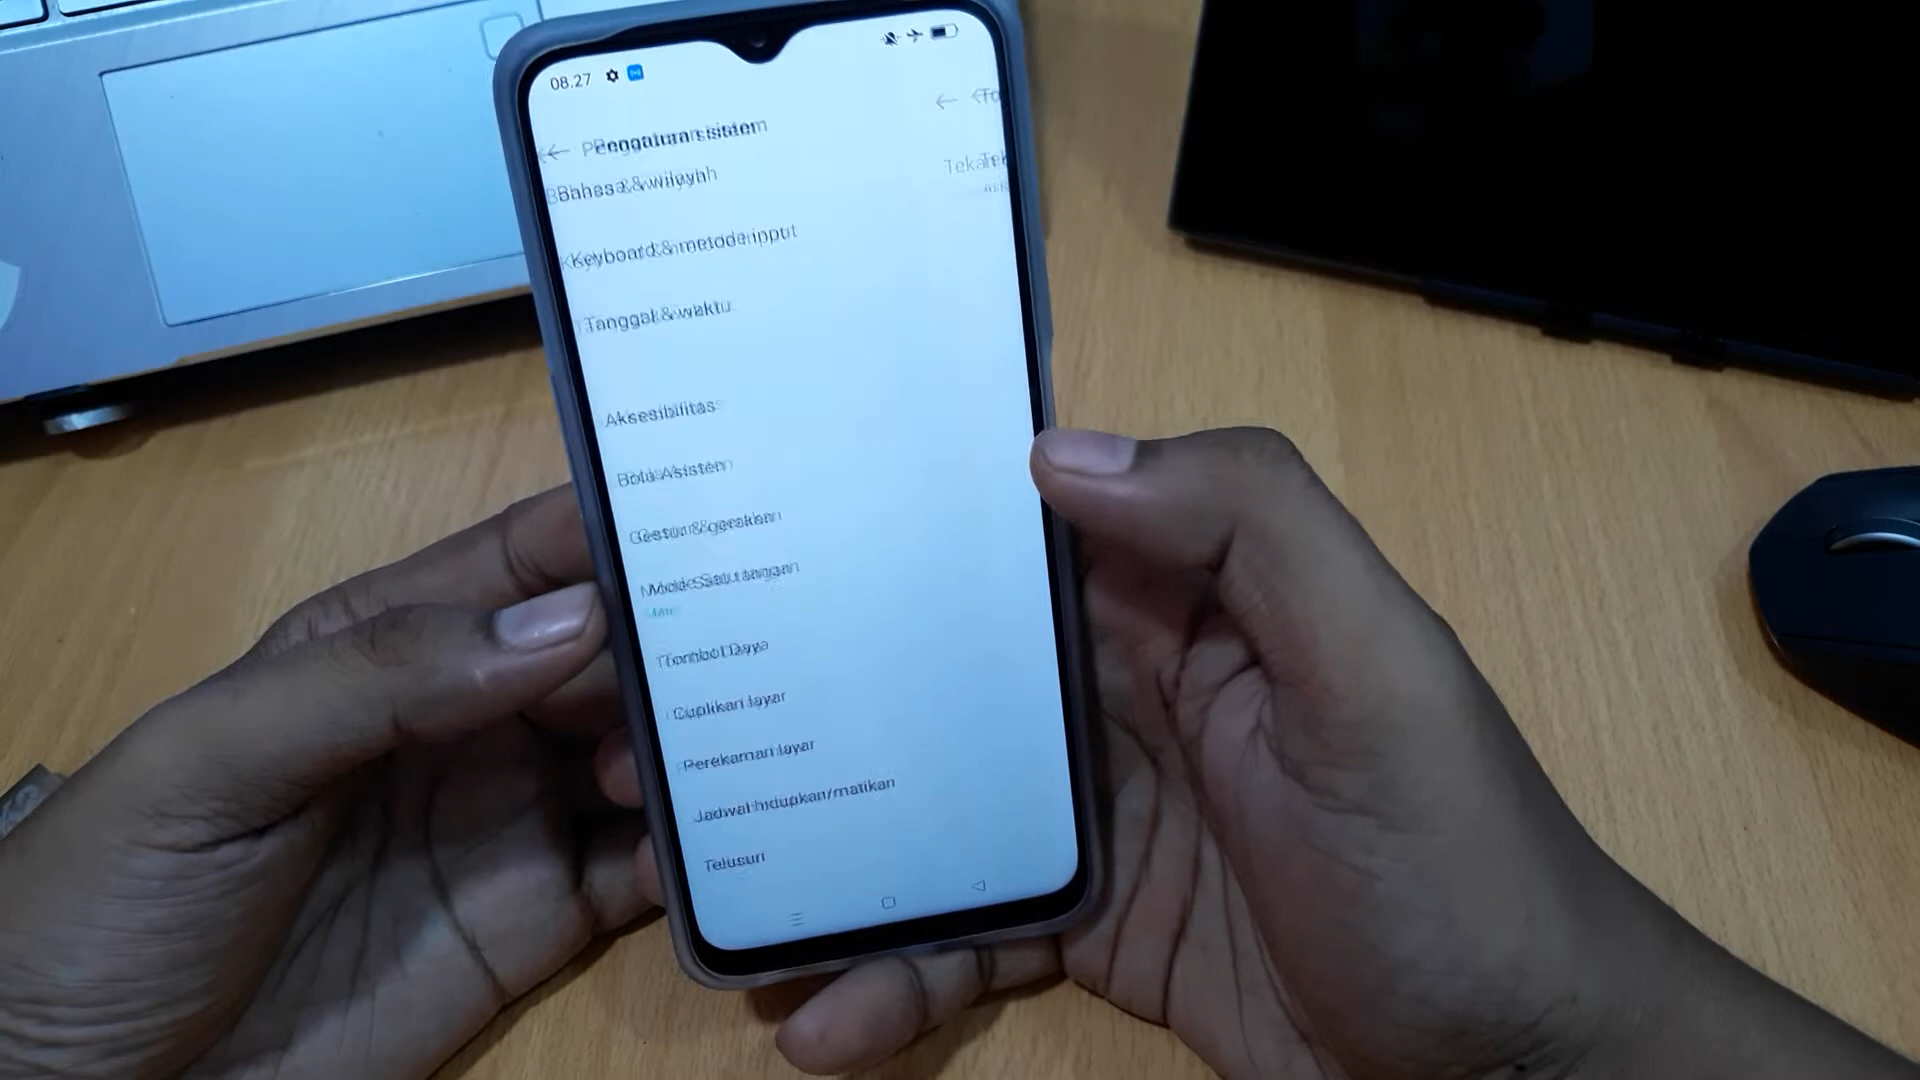 08.27
Pengaturan sistem
Bahasa & wilayah
Keyboard & metode input
Tanggal & waktu
Aksesibilitas
Bola Asisten
Gestur & gerakan
Mode Satu tangan
Tombol Daya
Cuplikan layar
Perekaman layar
Jadwal hidupkan/matikan
Telusuri